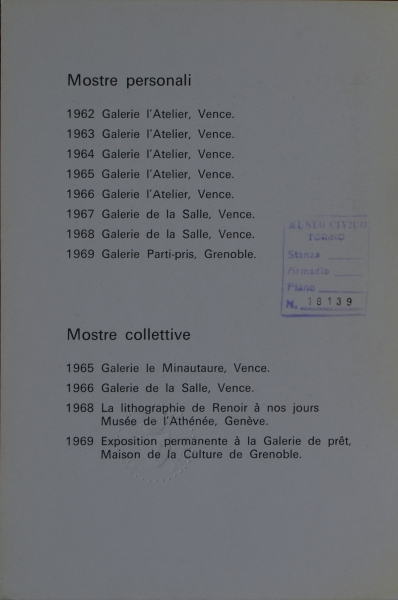 Mostre personali
1962 Galerie l'Atelier, Vence.
1963 Galerie l'Atelier, Vence.
1964 Galerie l'Atelier, Vence.
1965 Galerie l'Atelier, Vence.
1966 Galerie l'Atelier, Vence.
1967 Galerie de la Salle, Vence.
1968 Galerie de la Salle, Vence.
1969 Galerie Parti-pris, Grenoble.
MUSEO CIVICO
TORINO
Stanza
Armadio
Piano
N. 18139
Mostre collettive
1965 Galerie le Minautaure, Vence.
1966 Galerie de la Salle, Vence.
1968 La lithographie de Renoir à nos jours
Musée de l'Athénée, Genève.
1969 Exposition permanente à la Galerie de prêt,
Maison de la Culture de Grenoble.